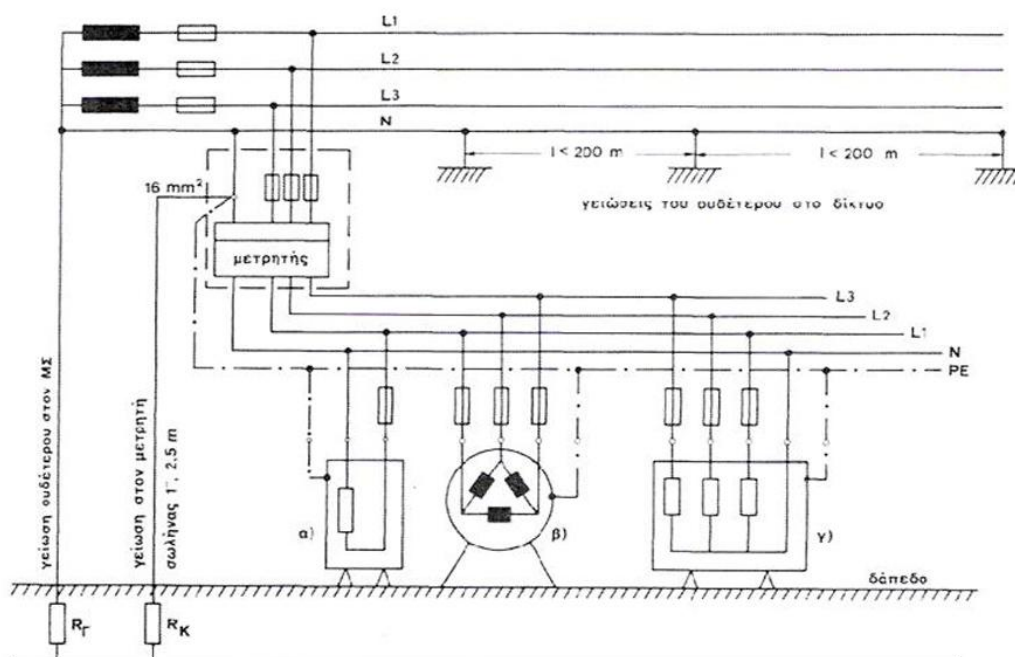 L1
L2
L3
N
l < 200 m
l < 200 m
16 mm²
γειώσεις του ουδέτερου στο δίκτυο
μετρητής
L3
L2
L1
N
PE
γείωση ουδέτερου στον ΜΣ
γείωση στον μετρητή
σωλήνας 1", 2,5 m
α)
β)
γ)
δάπεδο
RΓ
RK